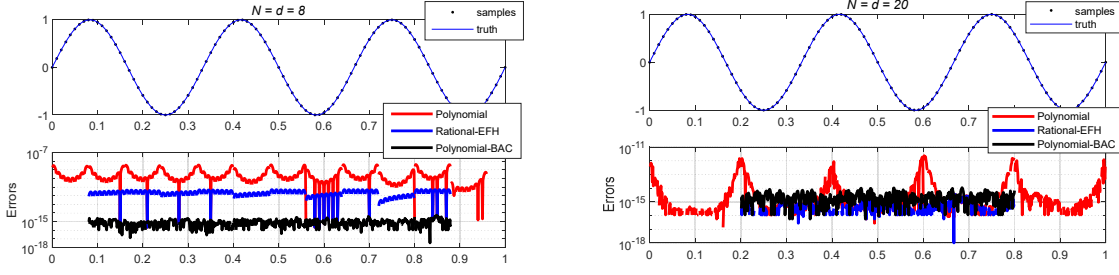 N = d = 8
samples
truth
1
0
-1
0 0.1 0.2 0.3 0.4 0.5 0.6 0.7
1
Polynomial
Rational-EFH
Polynomial-BAC
Errors
10-7
10-15
10-18
0 0.1 0.2 0.3 0.4 0.5 0.6 0.7 0.8 0.9 1
N = d = 20
samples
truth
1
0
-1
0 0.1 0.2 0.3 0.4 0.5 0.6 0.7
1
Polynomial
Rational-EFH
Polynomial-BAC
Errors
10-11
10-15
10-18
0 0.1 0.2 0.3 0.4 0.5 0.6 0.7 0.8 0.9 1